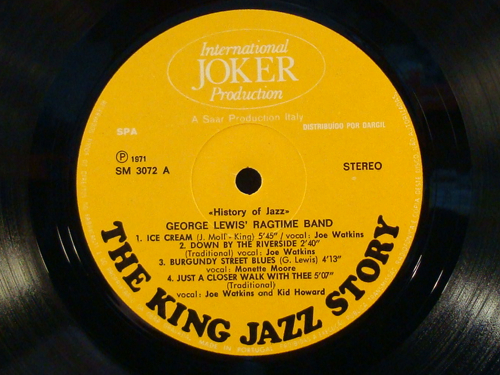 International
JOKER
Production
A Saar Production Italy
SPA
DISTRIBUIDO POR DARGIL
Ⓟ 1971
SM 3072 A
STEREO
«History of Jazz»
GEORGE LEWIS' RAGTIME BAND
1. ICE CREAM (J. Moll - King) 5'45" / vocal: Joe Watkins
2. DOWN BY THE RIVERSIDE 2'40"
(Traditional) vocal: Joe Watkins
3. BURGUNDY STREET BLUES (G. Lewis) 4'13"
vocal: Monette Moore
4. JUST A CLOSER WALK WITH THEE 5'07"
(Traditional)
vocal: Joe Watkins and Kid Howard
THE KING JAZZ STORY
MADE IN PORTUGAL